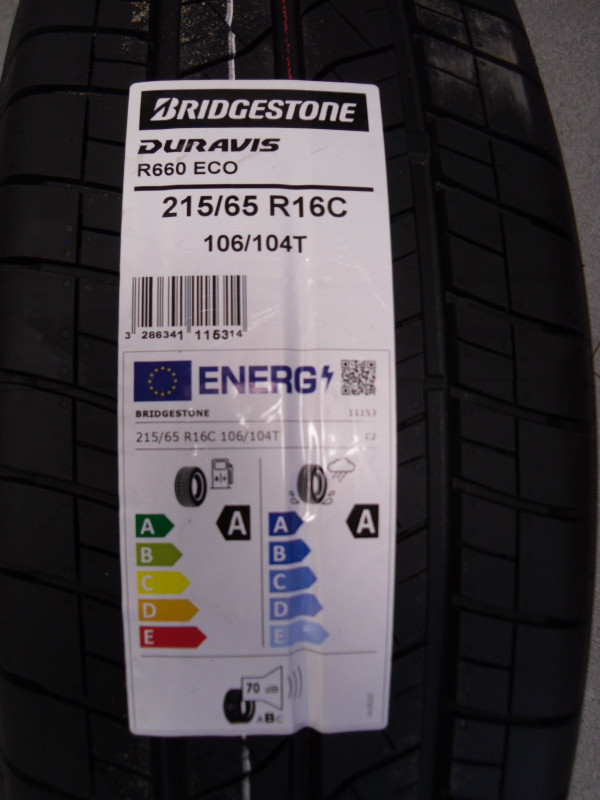 BRIDGESTONE
DURAVIS
R660 ECO
215/65 R16C
106/104T
3 286341 115314
ENERG
BRIDGESTONE 11153
215/65 R16C 106/104T C2
A A A A
B B
C C
D D
E E
70 dB
ABC